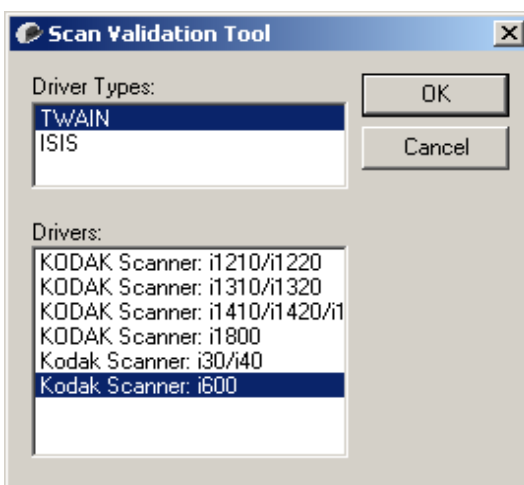 Scan Validation Tool
Driver Types:
TWAIN
ISIS
OK
Cancel
Drivers:
KODAK Scanner: i1210/i1220
KODAK Scanner: i1310/i1320
KODAK Scanner: i1410/i1420/i1
KODAK Scanner: i1800
Kodak Scanner: i30/i40
Kodak Scanner: i600